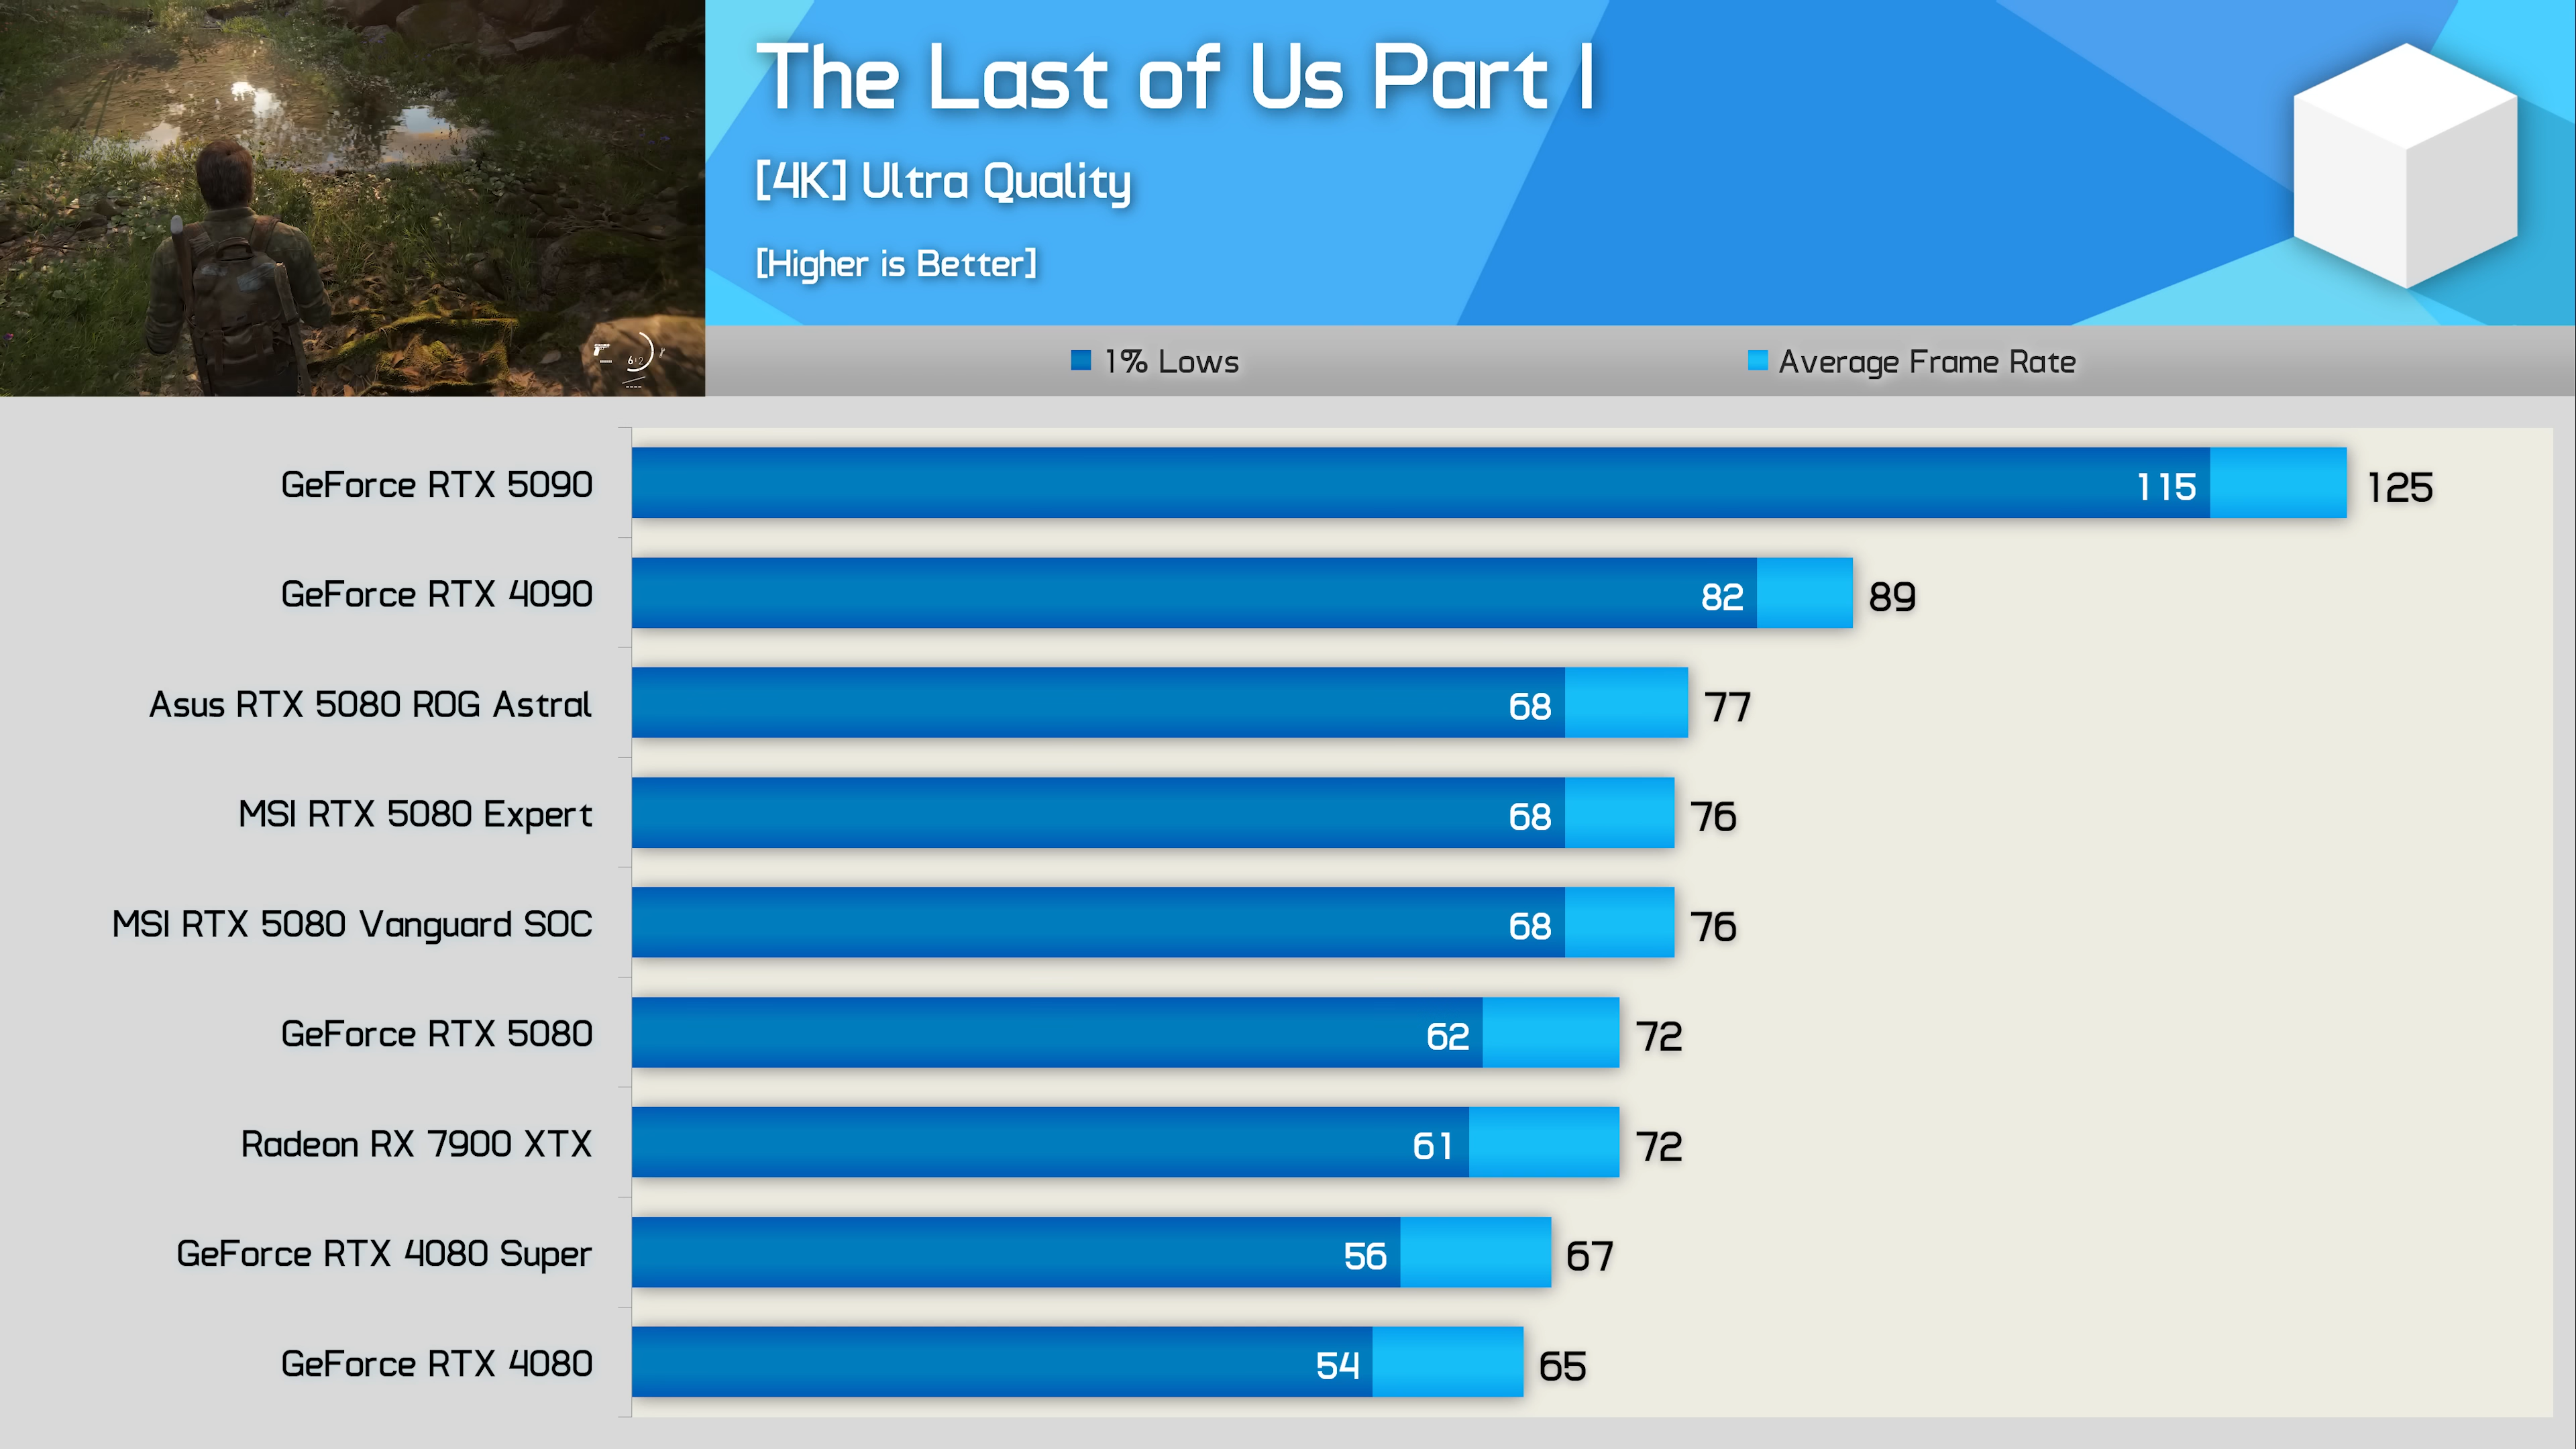 The Last of Us Part I
[4K] Ultra Quality
[Higher is Better]
1% Lows
Average Frame Rate
GeForce RTX 5090 115 125
GeForce RTX 4090 82 89
Asus RTX 5080 ROG Astral 68 77
MSI RTX 5080 Expert 68 76
MSI RTX 5080 Vanguard SOC 68 76
GeForce RTX 5080 62 72
Radeon RX 7900 XTX 61 72
GeForce RTX 4080 Super 56 67
GeForce RTX 4080 54 65